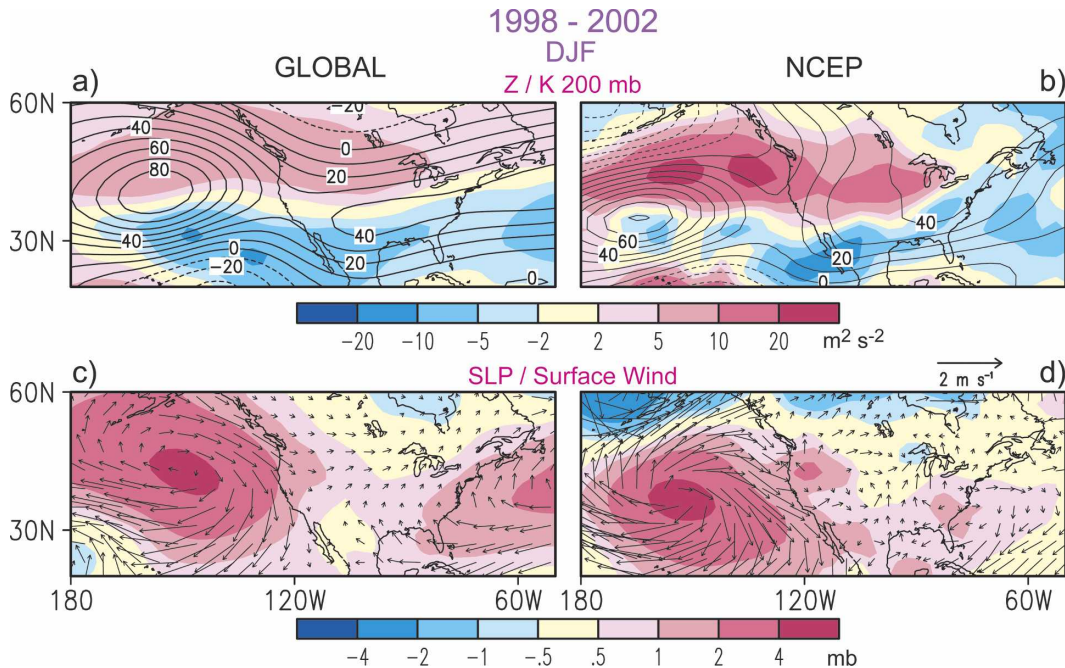 1998 - 2002
DJF
GLOBAL
NCEP
Z / K 200 mb
a)
b)
60N
30N
-20
40
60
80
0
20
40
40
0
-20
20
0
40
60
40
20
0
-20 -10 -5 -2 2 5 10 20 m² s⁻²
SLP / Surface Wind
2 m s⁻¹
c)
d)
60N
30N
180 120W 60W 180 120W 60W
-4 -2 -1 -.5 .5 1 2 4 mb